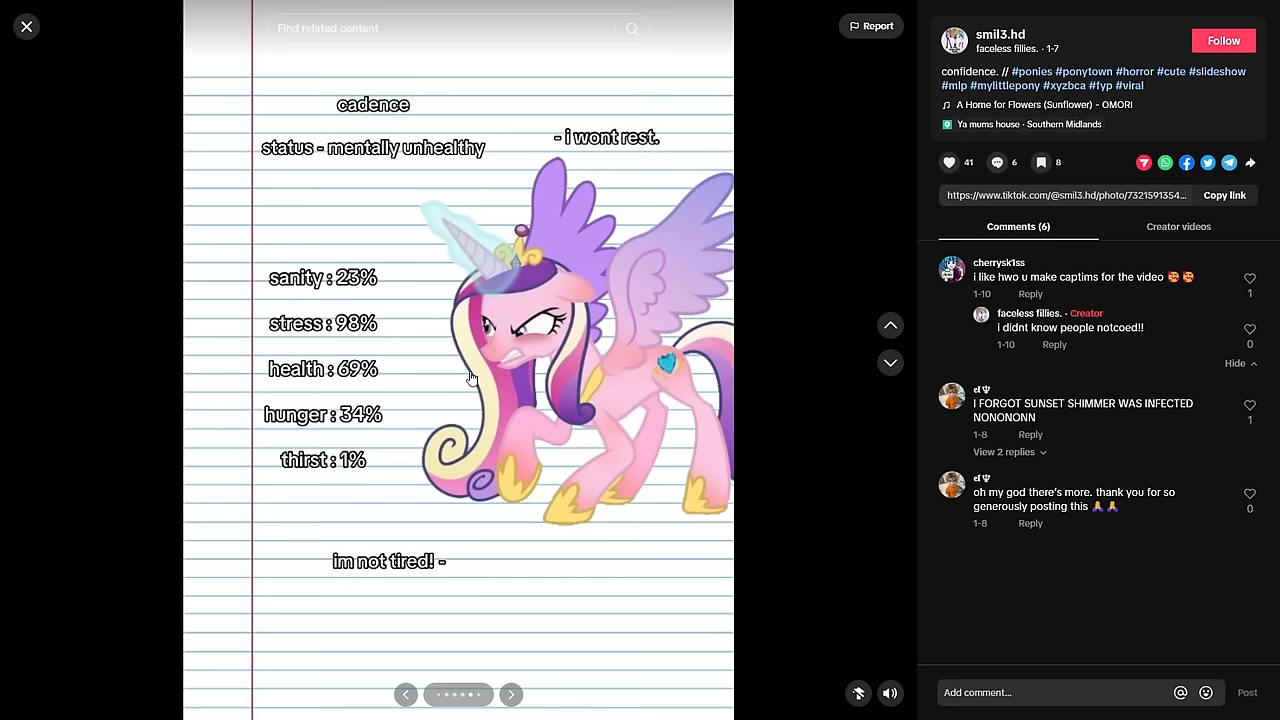 Find related content
Report
cadence
status - mentally unhealthy
- i wont rest.
sanity : 23%
stress : 98%
health : 69%
hunger : 34%
thirst : 1%
im not tired! -
smil3.hd
faceless fillies. · 1-7
Follow
confidence. // #ponies #ponytown #horror #cute #slideshow
#mlp #mylittlepony #xyzbca #fyp #viral
A Home for Flowers (Sunflower) - OMORI
Ya mums house · Southern Midlands
41
6
8
https://www.tiktok.com/@smil3.hd/photo/7321591354...
Copy link
Comments (6)
Creator videos
cherrysk1ss
i like hwo u make captims for the video 🥰 🥰
1-10 Reply
1
faceless fillies. · Creator
i didnt know people notcoed!!
1-10 Reply
0
Hide
el Ψ
I FORGOT SUNSET SHIMMER WAS INFECTED
NONONONN
1-8 Reply
1
View 2 replies
el Ψ
oh my god there's more. thank you for so
generously posting this 🙏 🙏
1-8 Reply
0
Add comment...
Post